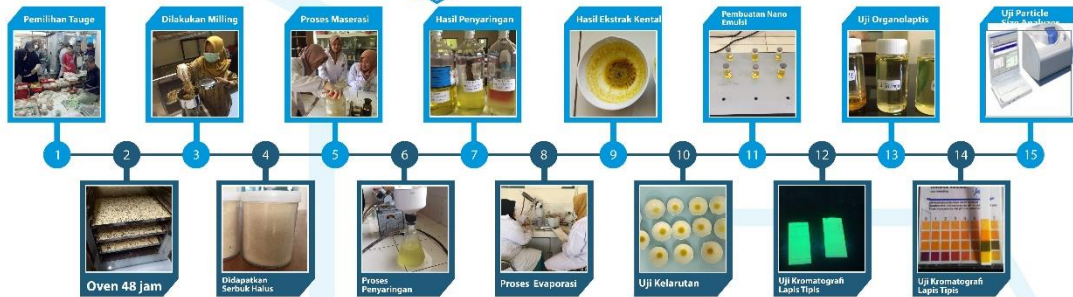 Pemilihan Tauge
Dilakukan Milling
Proses Maserasi
Hasil Penyaringan
Hasil Ekstrak Kental
Pembuatan Nano
Emulsi
Uji Organolaptis
Uji Particle
Size Analyzer
1
2
3
4
5
6
7
8
9
10
11
12
13
14
15
Oven 48 jam
Didapatkan
Serbuk Halus
Proses
Penyaringan
Proses Evaporasi
Uji Kelarutan
Uji Kromatografi
Lapis Tipis
Uji Kromatografi
Lapis Tipis